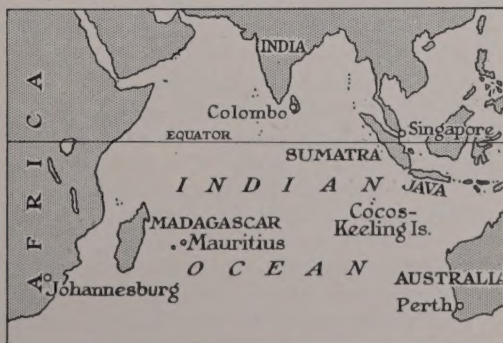 AFRICA
INDIA
Colombo
EQUATOR
Singapore
SUMATRA
INDIAN
JAVA
Cocos-
Keeling Is.
MADAGASCAR
Mauritius
OCEAN
AUSTRALIA
Johannesburg
Perth